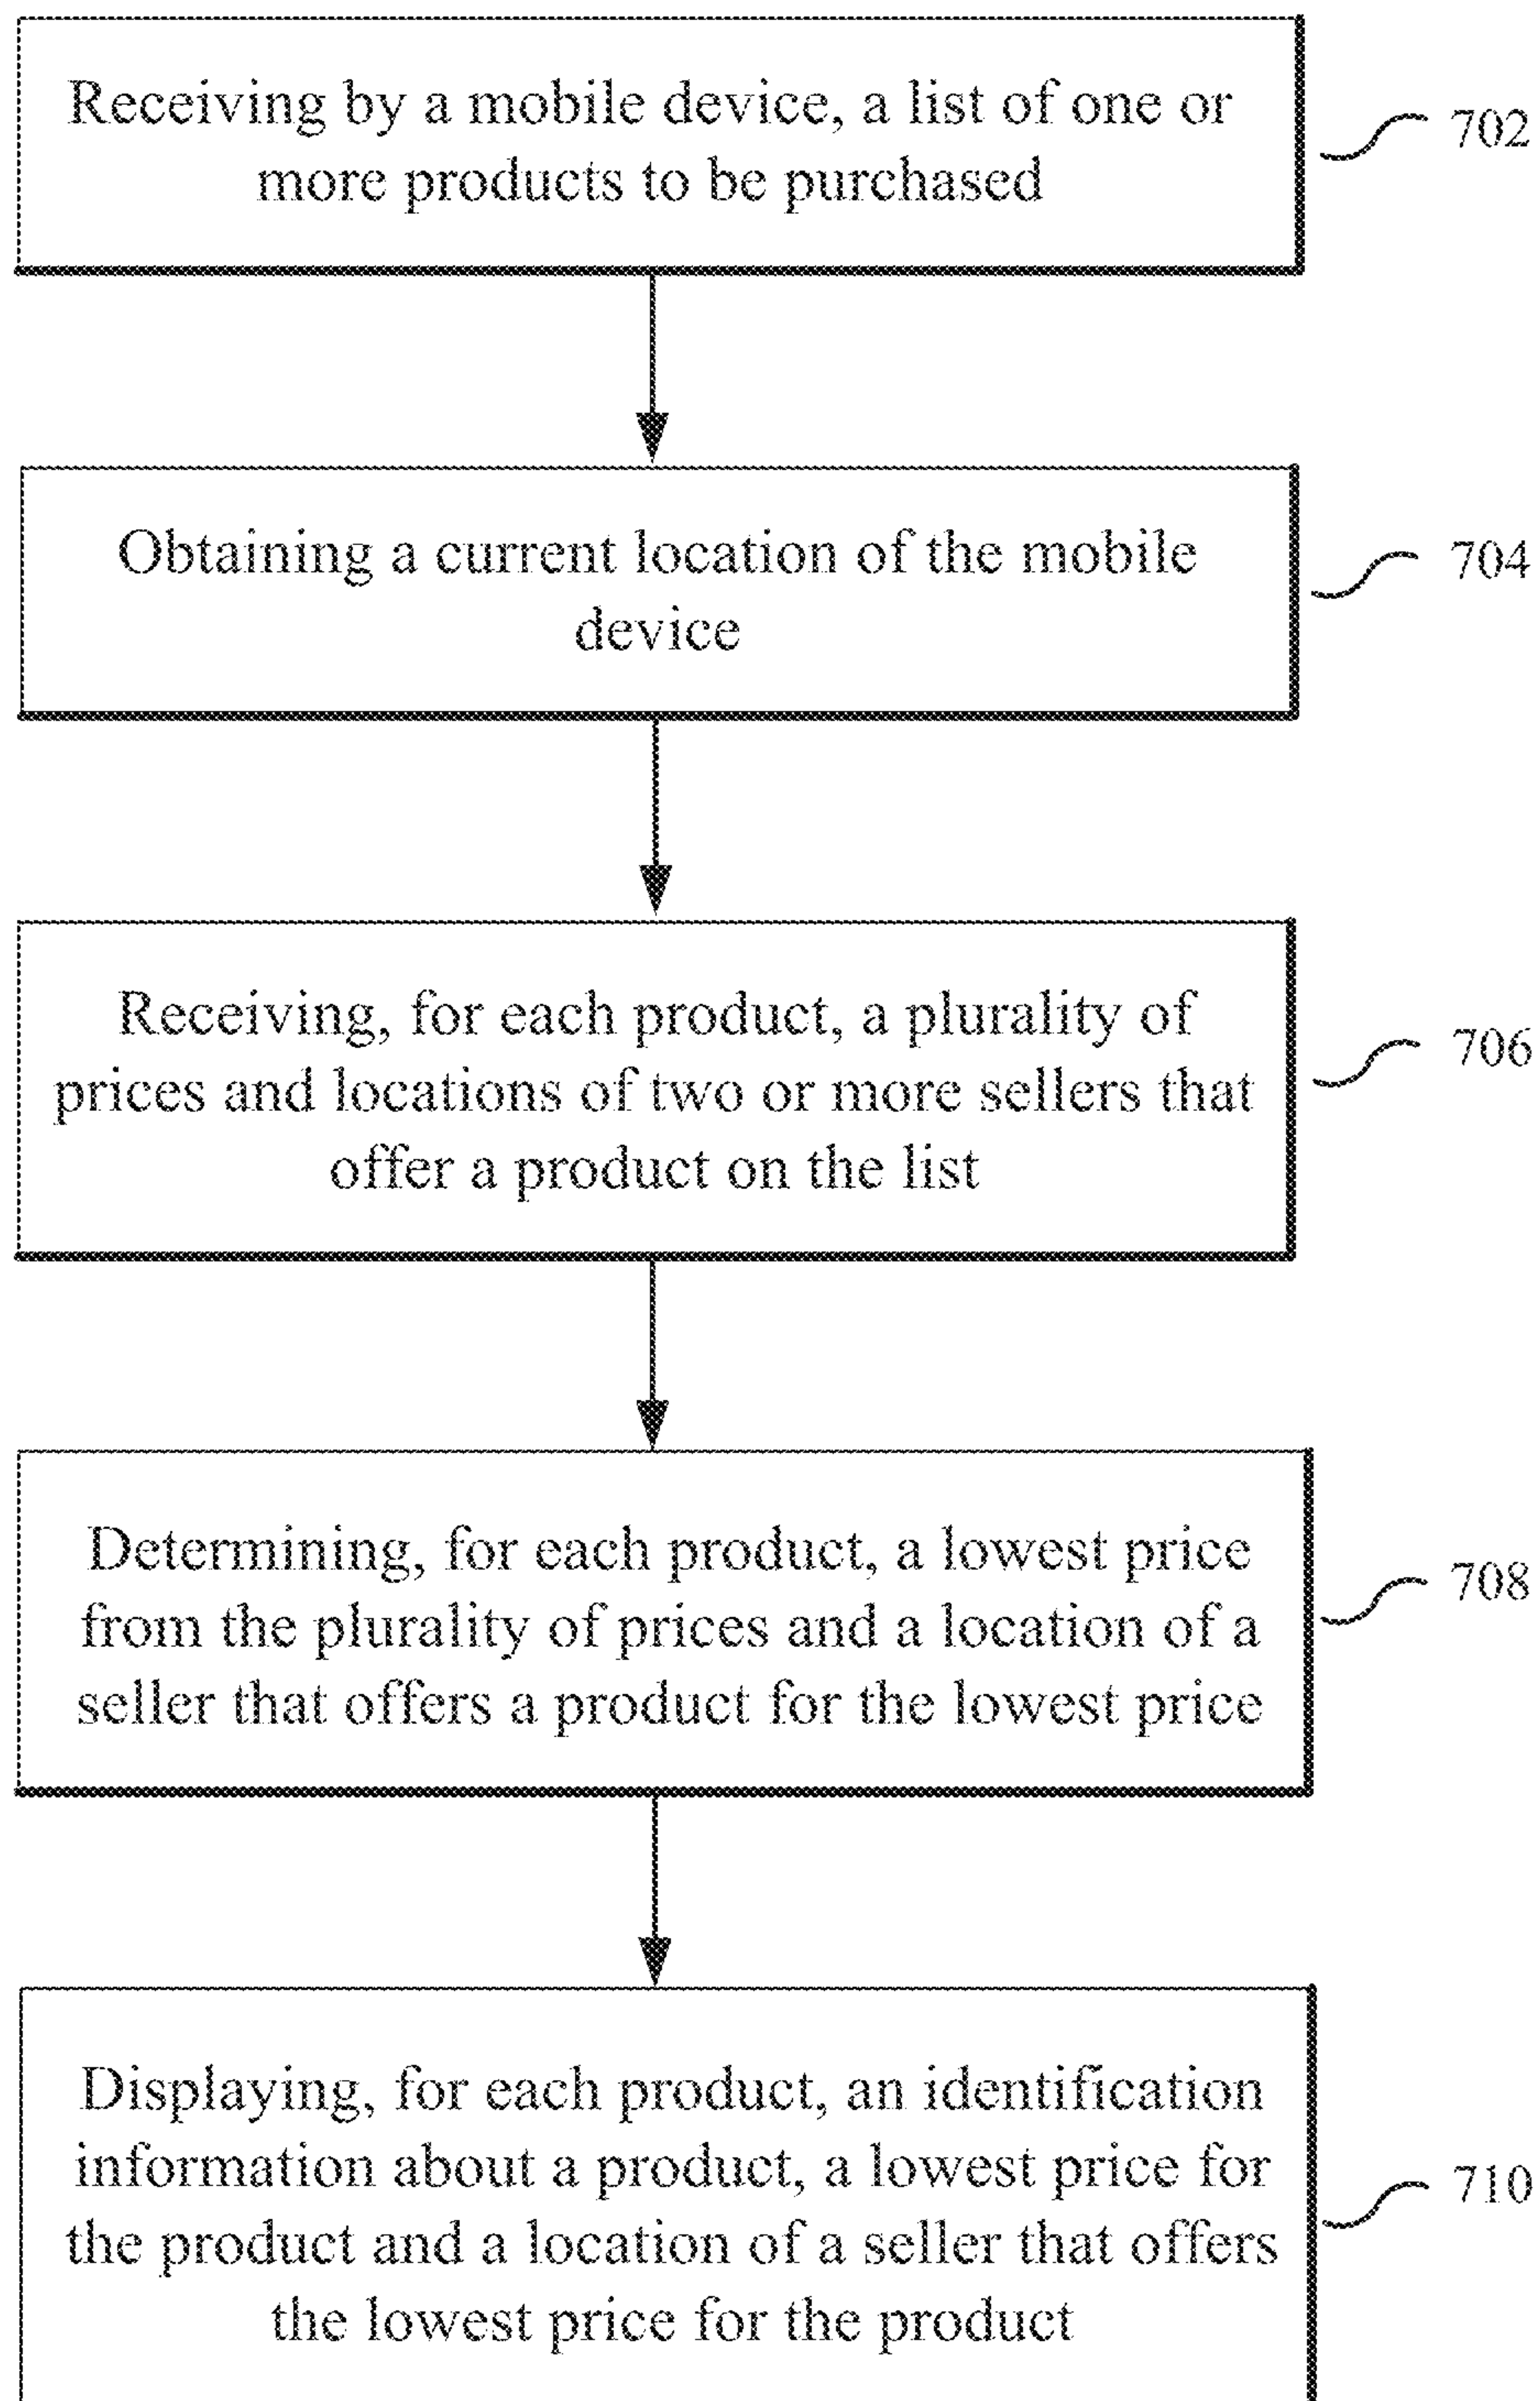 Receiving by a mobile device, a list of one or
more products to be purchased
702
Obtaining a current location of the mobile
device
704
Receiving, for each product, a plurality of
prices and locations of two or more sellers that
offer a product on the list
706
Determining, for each product, a lowest price
from the plurality of prices and a location of a
seller that offers a product for the lowest price
708
Displaying, for each product, an identification
information about a product, a lowest price for
the product and a location of a seller that offers
the lowest price for the product
710